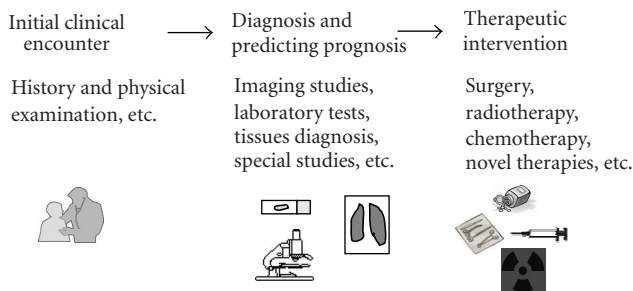 Initial clinical
encounter
History and physical
examination, etc.
Diagnosis and
predicting prognosis
Imaging studies,
laboratory tests,
tissues diagnosis,
special studies, etc.
Therapeutic
intervention
Surgery,
radiotherapy,
chemotherapy,
novel therapies, etc.